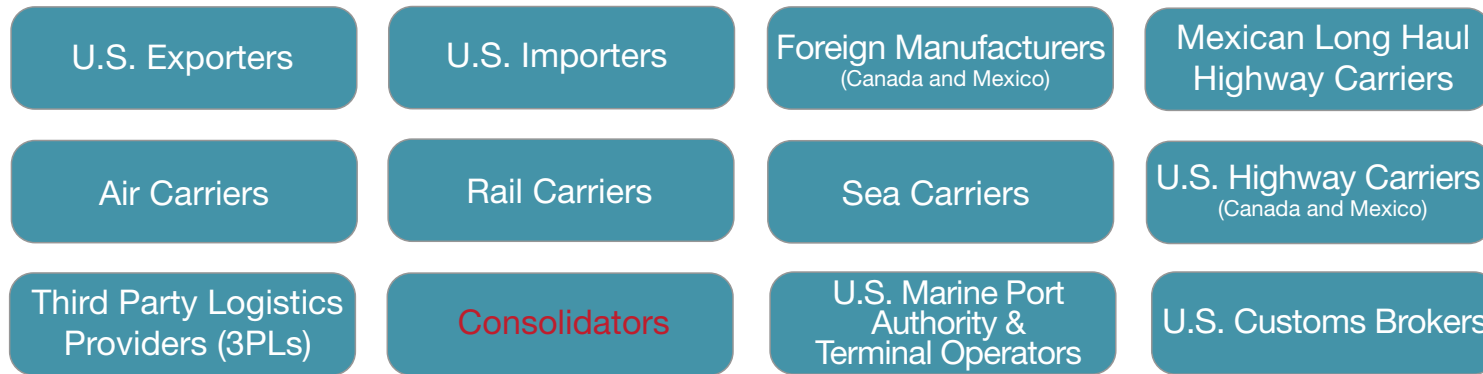 U.S. Exporters
U.S. Importers
Foreign Manufacturers
(Canada and Mexico)
Mexican Long Haul
Highway Carriers
Air Carriers
Rail Carriers
Sea Carriers
U.S. Highway Carriers
(Canada and Mexico)
Third Party Logistics
Providers (3PLs)
Consolidators
U.S. Marine Port
Authority &
Terminal Operators
U.S. Customs Brokers